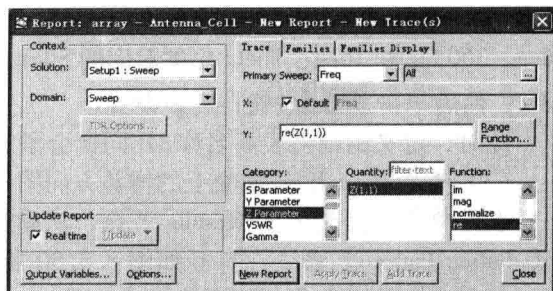 Report: array - Antenna_Cell - New Report - New Trace(s)
Context
Solution: Setup1 : Sweep
Domain: Sweep
TDR Options...
Update Report
Real time Update
Output Variables... Options...
Trace Families Families Display
Primary Sweep: Freq All ...
X: Default Freq ...
Y: re(Z(1,1)) Range Function...
Category: Quantity: filter-text Function:
S Parameter
Y Parameter
Z Parameter
VSWR
Gamma
Z(1,1)
im
mag
normalize
re
New Report Apply Trace Add Trace Close